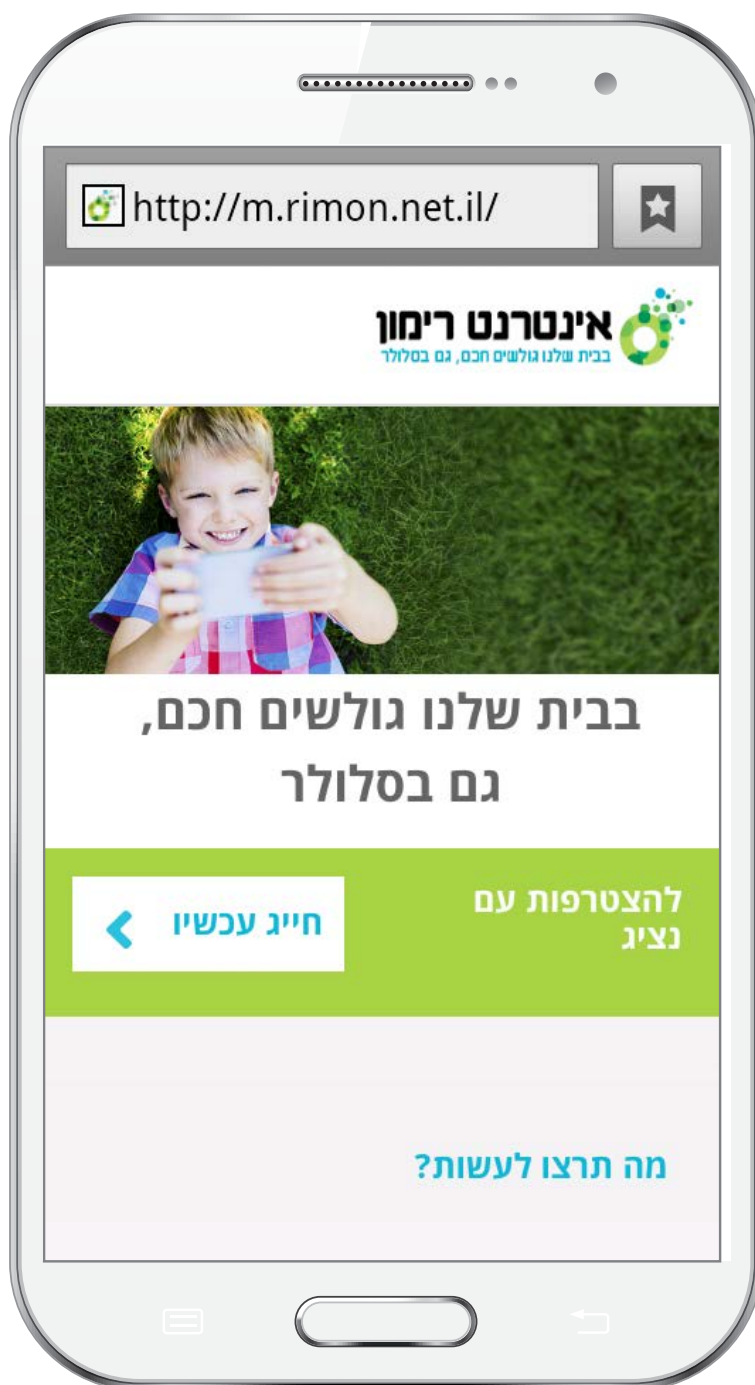 http://m.rimon.net.il/
אינטרנט רימון
בבית שלנו גולשים חכם, גם בסלולר
בבית שלנו גולשים חכם,
גם בסלולר
להצטרפות עם
נציג
חייג עכשיו
מה תרצו לעשות?